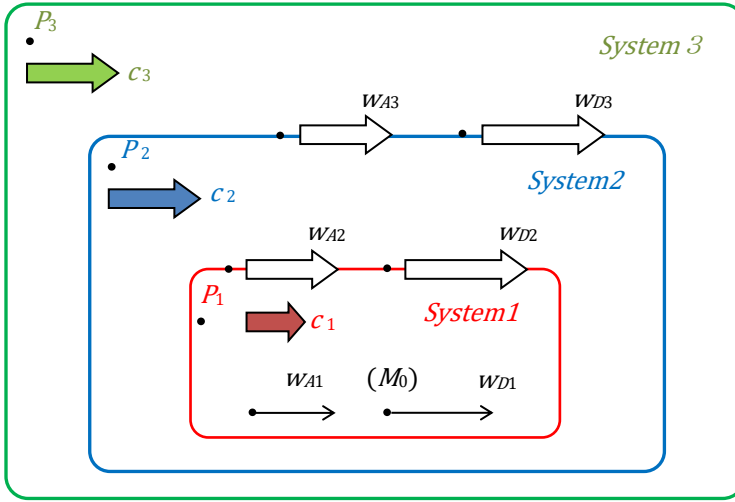 P3
System 3
c3
wA3
wD3
P2
System2
c2
wA2
wD2
P1
System1
c1
wA1
(M0)
wD1